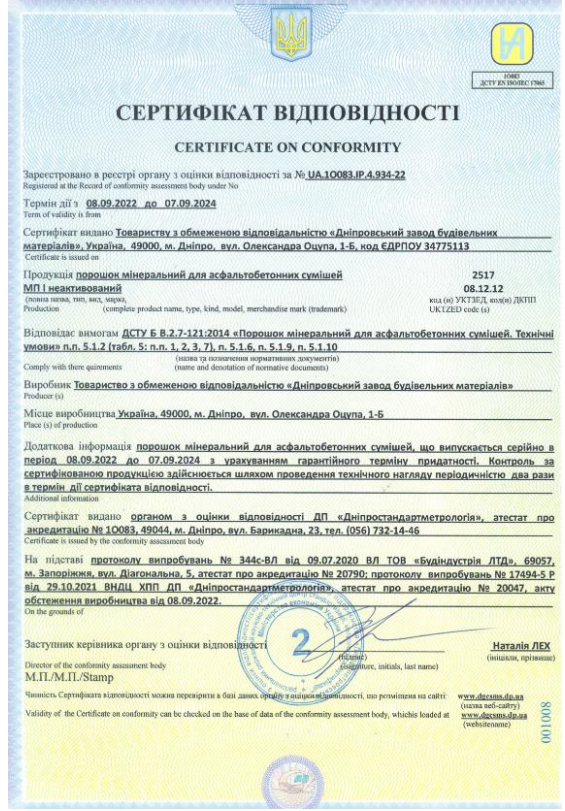 10083
ДСТУ EN ISO/IEC 17065
СЕРТИФІКАТ ВІДПОВІДНОСТІ
CERTIFICATE ON CONFORMITY
Зареєстровано в реєстрі органу з оцінки відповідності за № UA.1О083.ІР.4.934-22
Registered at the Record of conformity assessment body under No
Термін дії з 08.09.2022 до 07.09.2024
Term of validity is from
Сертифікат видано Товариству з обмеженою відповідальністю «Дніпровський завод будівельних
матеріалів», Україна, 49000, м. Дніпро, вул. Олександра Оцупа, 1-Б, код ЄДРПОУ 34775113
Certificate is issued on
Продукція порошок мінеральний для асфальтобетонних сумішей 2517
МП І неактивований 08.12.12
(повна назва, тип, вид, марка, код (и) УКТЗЕД, код(и) ДКПП
Production (complete product name, type, kind, model, merchandise mark (trademark) UKTZED code (s)
Відповідає вимогам ДСТУ Б В.2.7-121:2014 «Порошок мінеральний для асфальтобетонних сумішей. Технічні
умови» п.п. 5.1.2 (табл. 5: п.п. 1, 2, 3, 7), п. 5.1.6, п. 5.1.9, п. 5.1.10
(назва та позначення нормативних документів)
Comply with there quirements (name and denotation of normative documents)
Виробник Товариство з обмеженою відповідальністю «Дніпровський завод будівельних матеріалів»
Producer (s)
Місце виробництва Україна, 49000, м. Дніпро, вул. Олександра Оцупа, 1-Б
Place (s) of production
Додаткова інформація порошок мінеральний для асфальтобетонних сумішей, що випускається серійно в
період 08.09.2022 до 07.09.2024 з урахуванням гарантійного терміну придатності. Контроль за
сертифікованою продукцією здійснюється шляхом проведення технічного нагляду періодичністю два рази
в термін дії сертифіката відповідності.
Additional information
Сертифікат видано органом з оцінки відповідності ДП «Дніпростандартметрологія», атестат про
акредитацію № 1О083, 49044, м. Дніпро, вул. Барикадна, 23, тел. (056) 732-14-46
Certificate is issued by the conformity assessment body
На підставі протоколу випробувань № 344с-ВЛ від 09.07.2020 ВЛ ТОВ «Будіндустрія ЛТД», 69057,
м. Запоріжжя, вул. Діагональна, 5, атестат про акредитацію № 20790; протоколу випробувань № 17494-5 Р
від 29.10.2021 ВНДЦ ХПП ДП «Дніпростандартметрологія», атестат про акредитацію № 20047, акту
обстеження виробництва від 08.09.2022.
On the grounds of
Заступник керівника органу з оцінки відповідності Наталія ЛЕХ
(підпис) (ініціали, прізвище)
Director of the conformity assessment body (signature, initials, last name)
М.П./М.П./Stamp
2
Чинність Сертифіката відповідності можна перевірити в базі даних органу з оцінки відповідності, що розміщена на сайті: www.dgcsms.dp.ua
(назва веб-сайту)
Validity of the Certificate on conformity can be checked on the base of data of the conformity assessment body, whichis loaded at www.dgcsms.dp.ua
(websitename)
001008